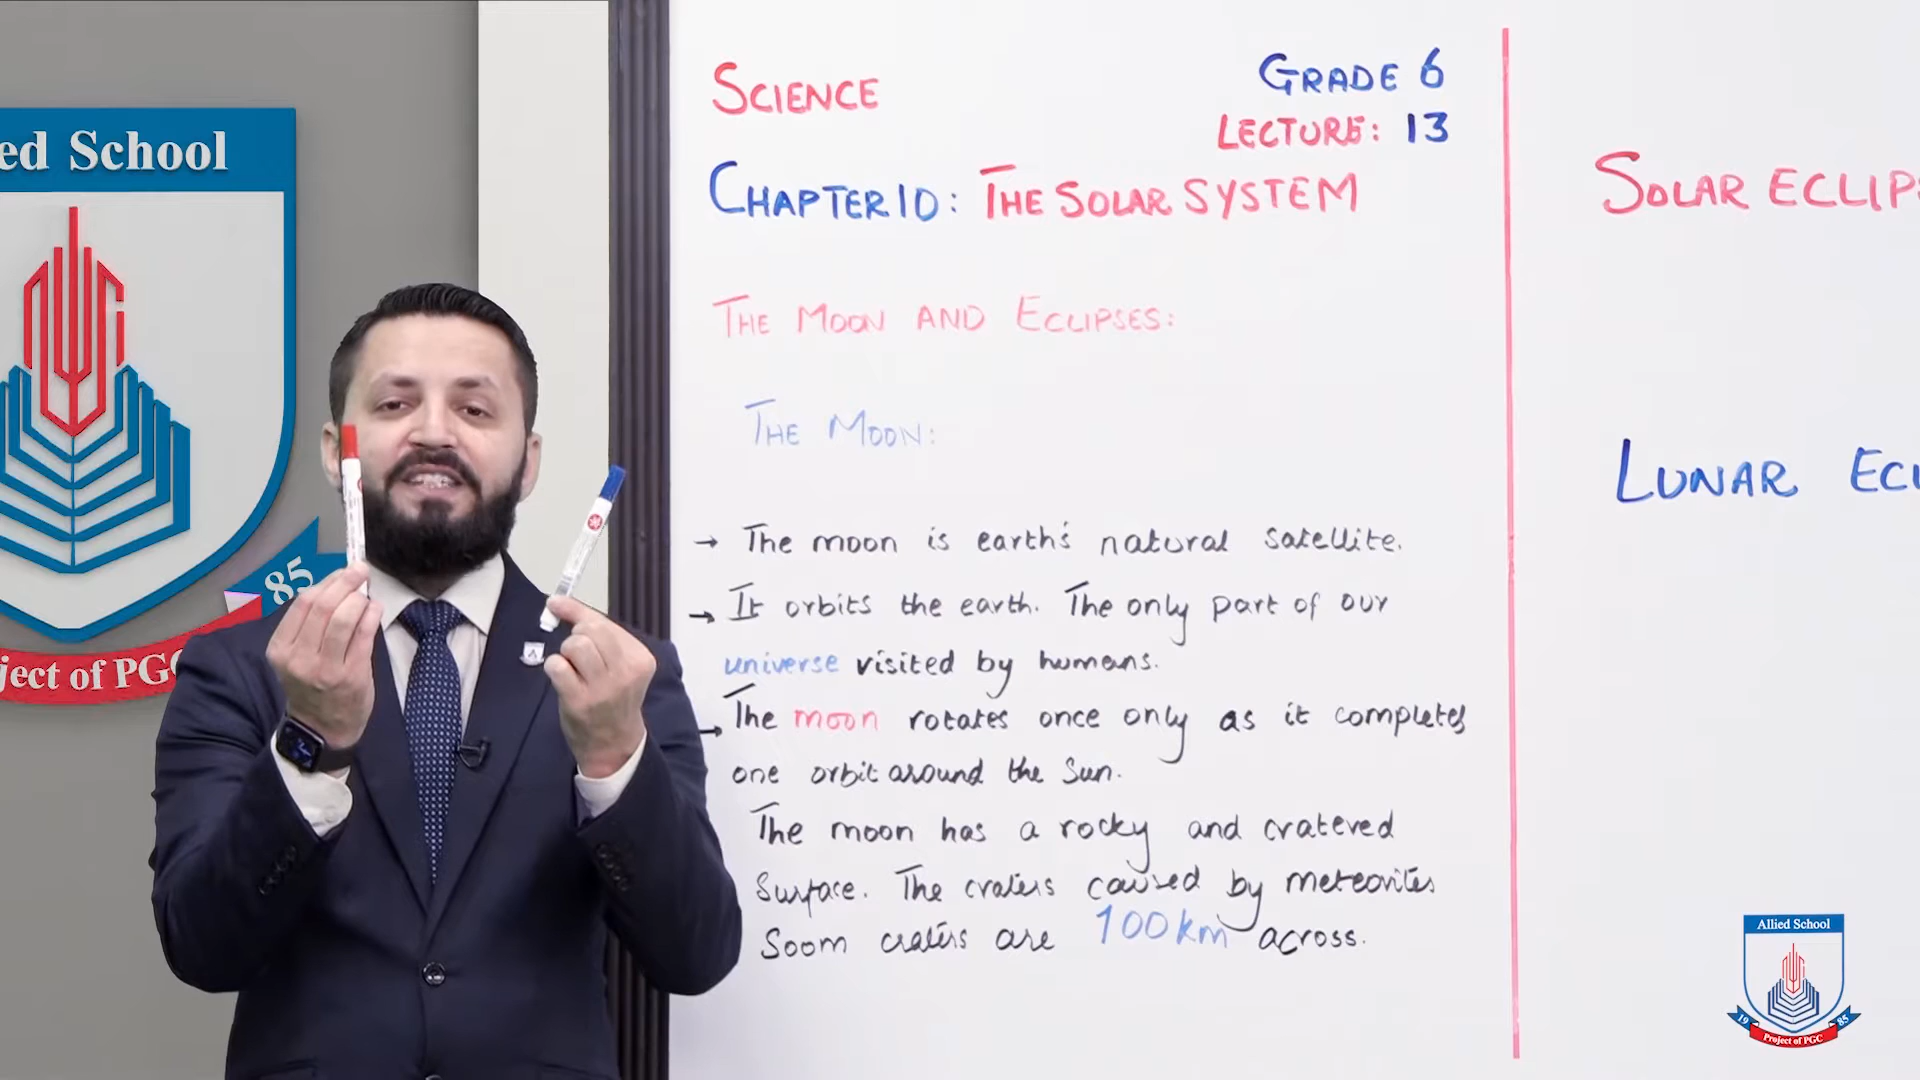 ed School
85
ject of PGC
SCIENCE
GRADE 6
LECTURE: 13
CHAPTER 10: THE SOLAR SYSTEM
THE MOON AND ECLIPSES:
THE MOON:
→ The moon is earth's natural satellite.
→ It orbits the earth. The only part of our
universe visited by humans.
→ The moon rotates once only as it completes
one orbit around the Sun.
The moon has a rocky and cratered
Surface. The craters caused by meteorites
Soom craters are 100 km across.
SOLAR ECLIPS
LUNAR ECL
Allied School
19 85
Project of PGC